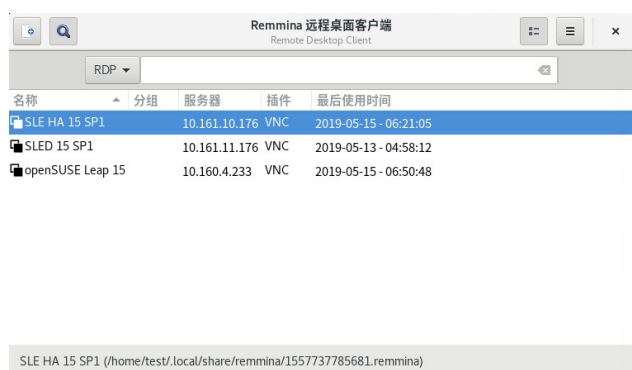 Remmina 远程桌面客户端
Remote Desktop Client
RDP
名称 分组 服务器 插件 最后使用时间
SLE HA 15 SP1 10.161.10.176 VNC 2019-05-15 - 06:21:05
SLED 15 SP1 10.161.11.176 VNC 2019-05-13 - 04:58:12
openSUSE Leap 15 10.160.4.233 VNC 2019-05-15 - 06:50:48
SLE HA 15 SP1 (/home/test/.local/share/remmina/1557737785681.remmina)